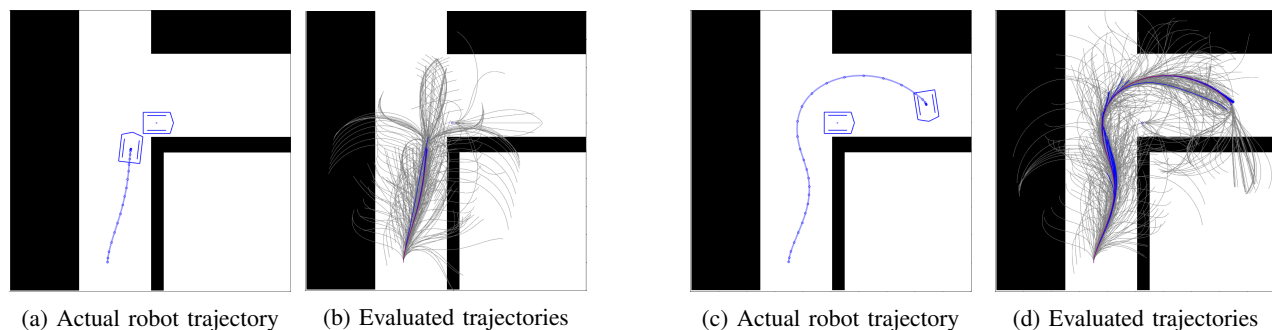 (a) Actual robot trajectory
(b) Evaluated trajectories
(c) Actual robot trajectory
(d) Evaluated trajectories